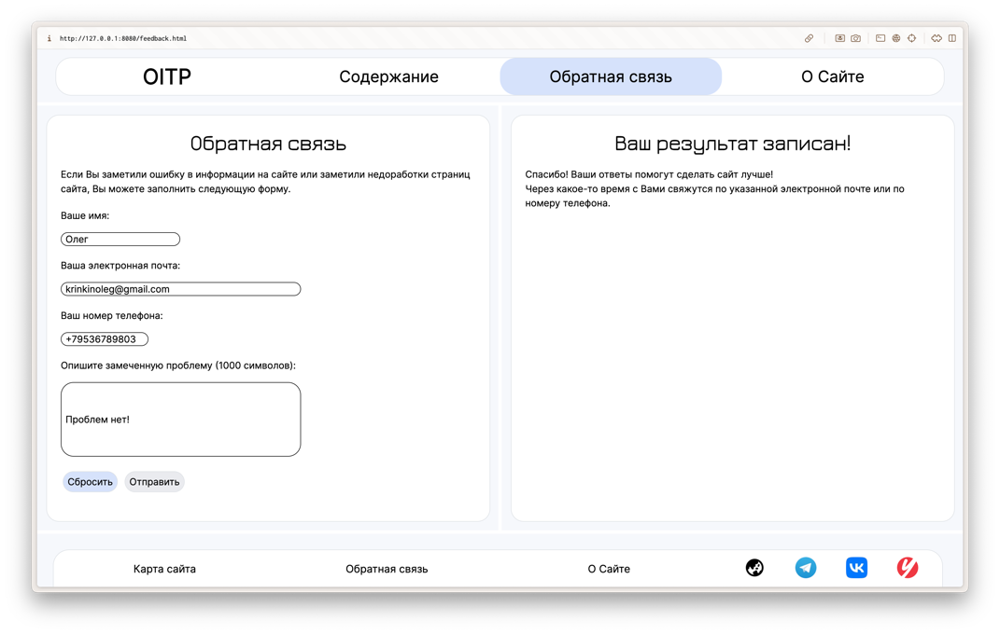 i http://127.0.0.1:8080/feedback.html
OITP Содержание Обратная связь О Сайте
Обратная связь
Если Вы заметили ошибку в информации на сайте или заметили недоработки страниц
сайта, Вы можете заполнить следующую форму.
Ваше имя:
Олег
Ваша электронная почта:
krinkinoleg@gmail.com
Ваш номер телефона:
+79536789803
Опишите замеченную проблему (1000 символов):
Проблем нет!
Сбросить Отправить
Ваш результат записан!
Спасибо! Ваши ответы помогут сделать сайт лучше!
Через какое-то время с Вами свяжутся по указанной электронной почте или по
номеру телефона.
Карта сайта Обратная связь О Сайте